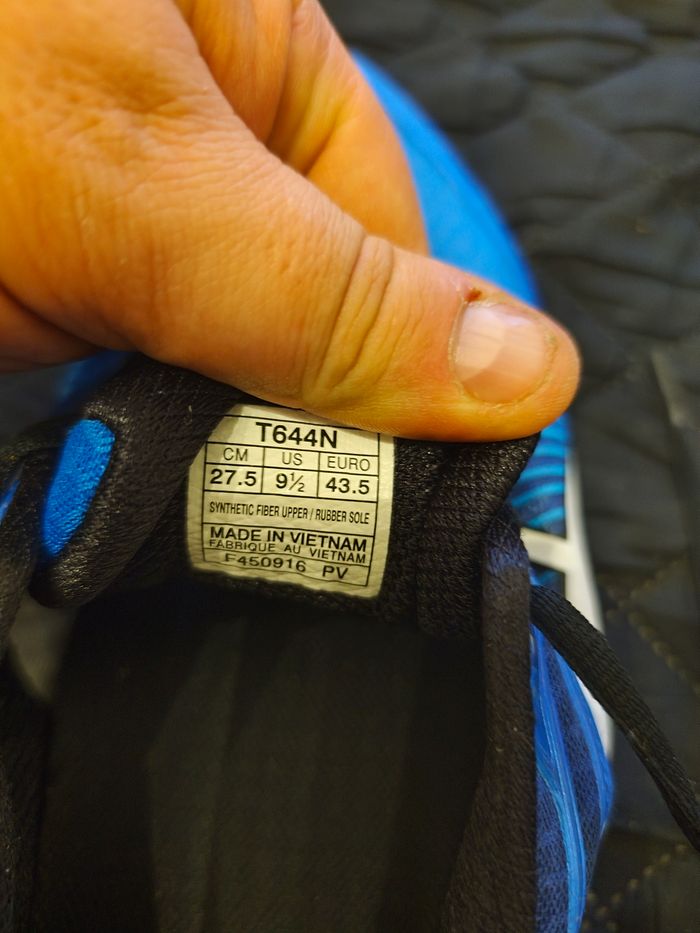 T644N
CM US EURO
27.5 9½ 43.5
SYNTHETIC FIBER UPPER / RUBBER SOLE
MADE IN VIETNAM
FABRIQUE AU VIETNAM
F450916 PV